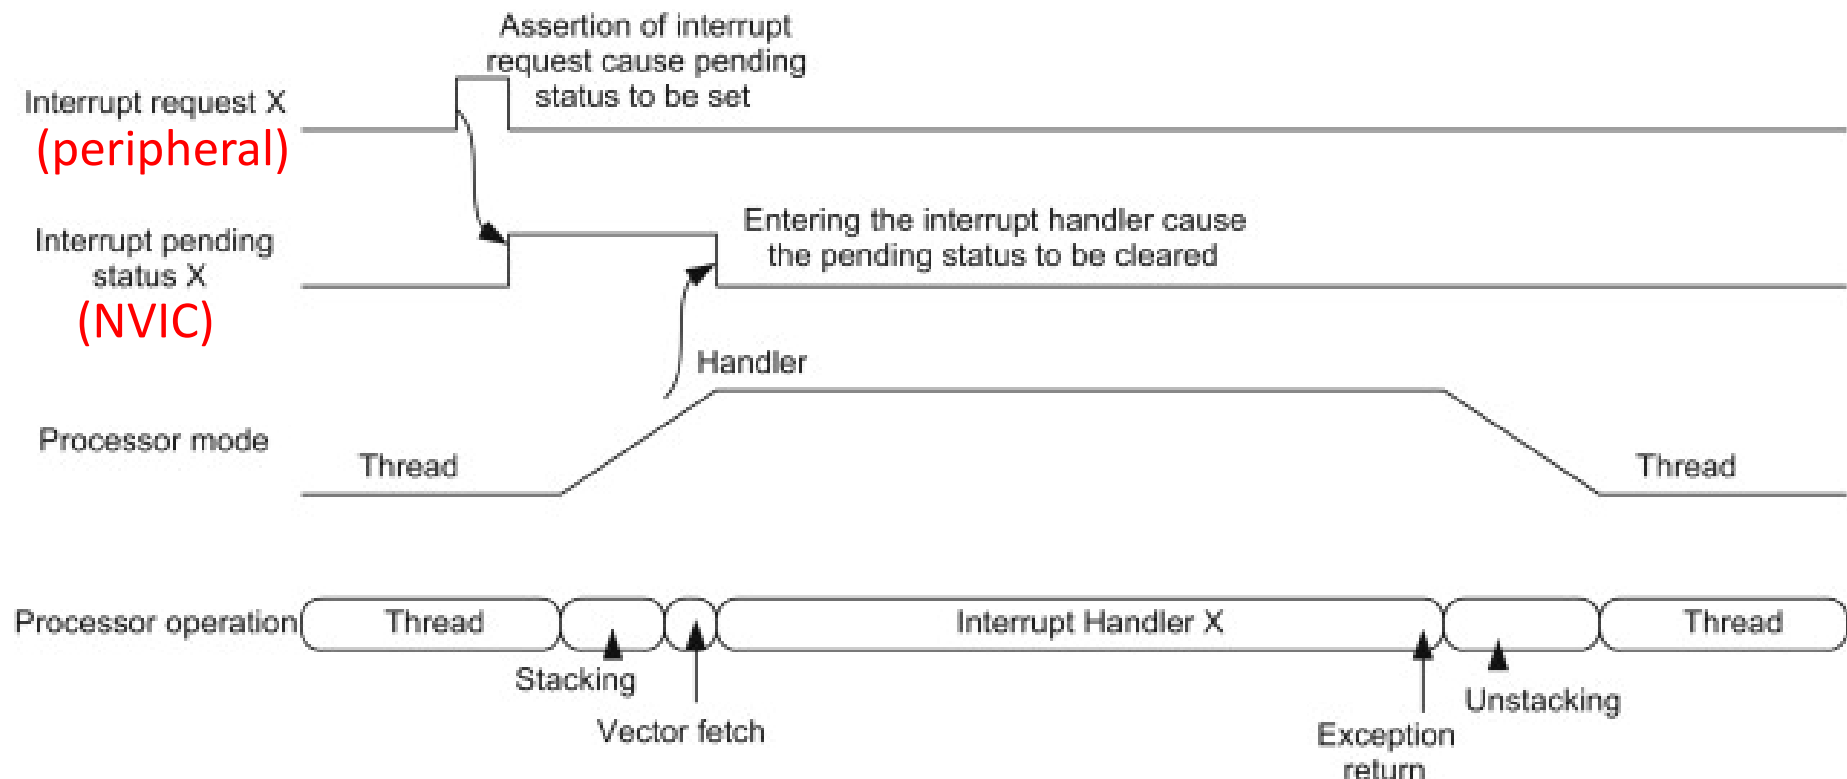 Assertion of interrupt
request cause pending
status to be set
Interrupt request X
(peripheral)
Entering the interrupt handler cause
the pending status to be cleared
Interrupt pending
status X
(NVIC)
Handler
Processor mode
Thread
Thread
Processor operation
Thread
Interrupt Handler X
Thread
Stacking
Unstacking
Vector fetch
Exception
return